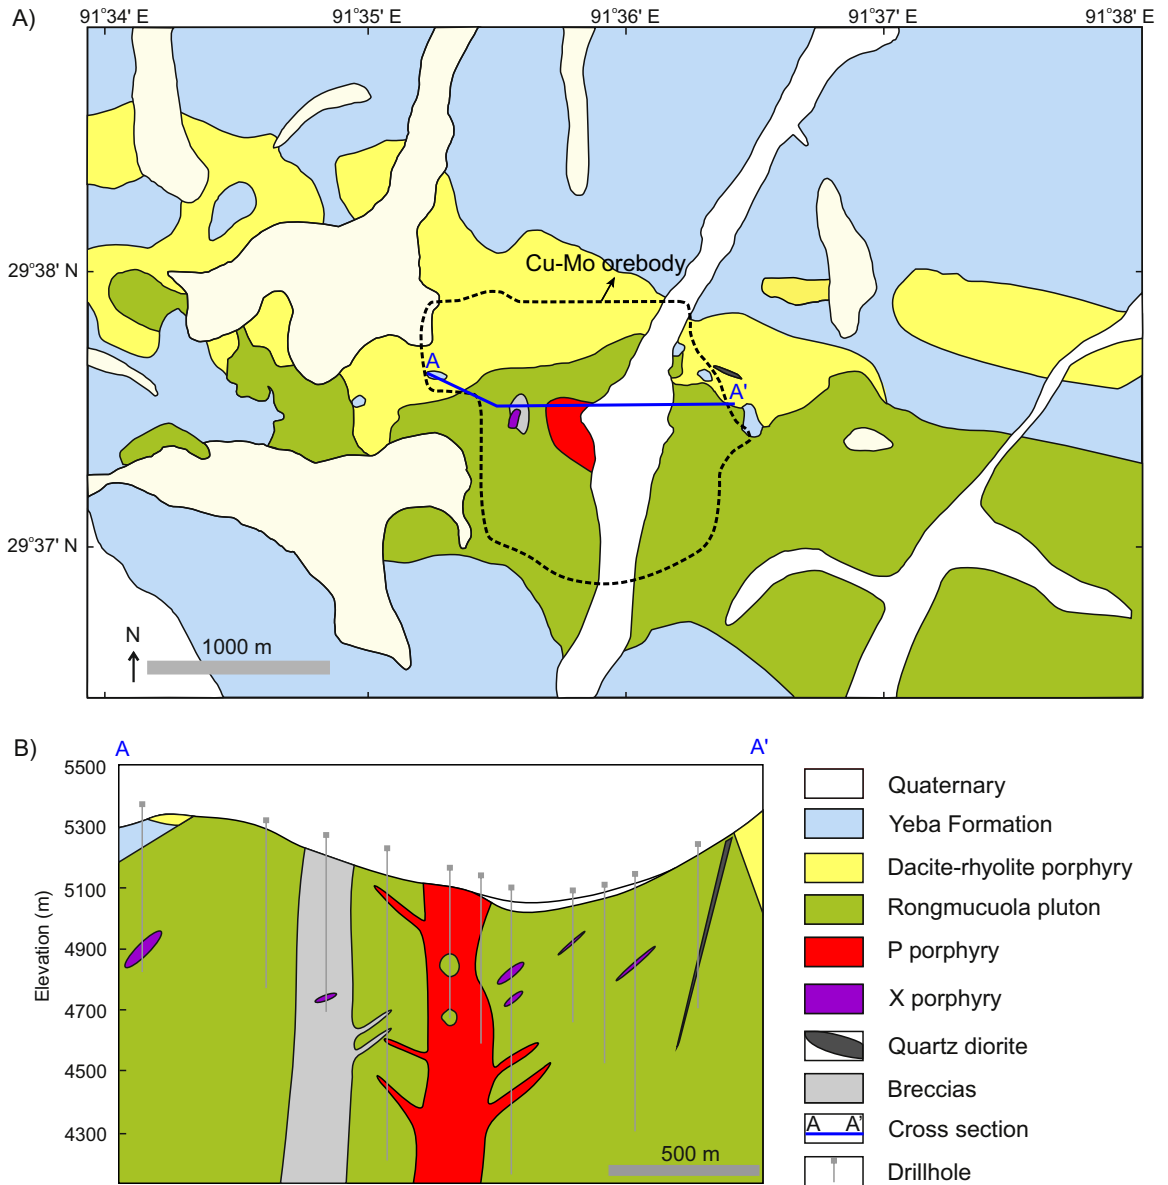 A)
91°34' E 91°35' E 91°36' E 91°37' E 91°38' E
29°38' N
Cu-Mo orebody
A
A'
29°37' N
N
1000 m
B)
A
A'
5500
5300
5100
4900
4700
4500
4300
Elevation (m)
500 m
Quaternary
Yeba Formation
Dacite-rhyolite porphyry
Rongmucuola pluton
P porphyry
X porphyry
Quartz diorite
Breccias
A A' Cross section
Drillhole